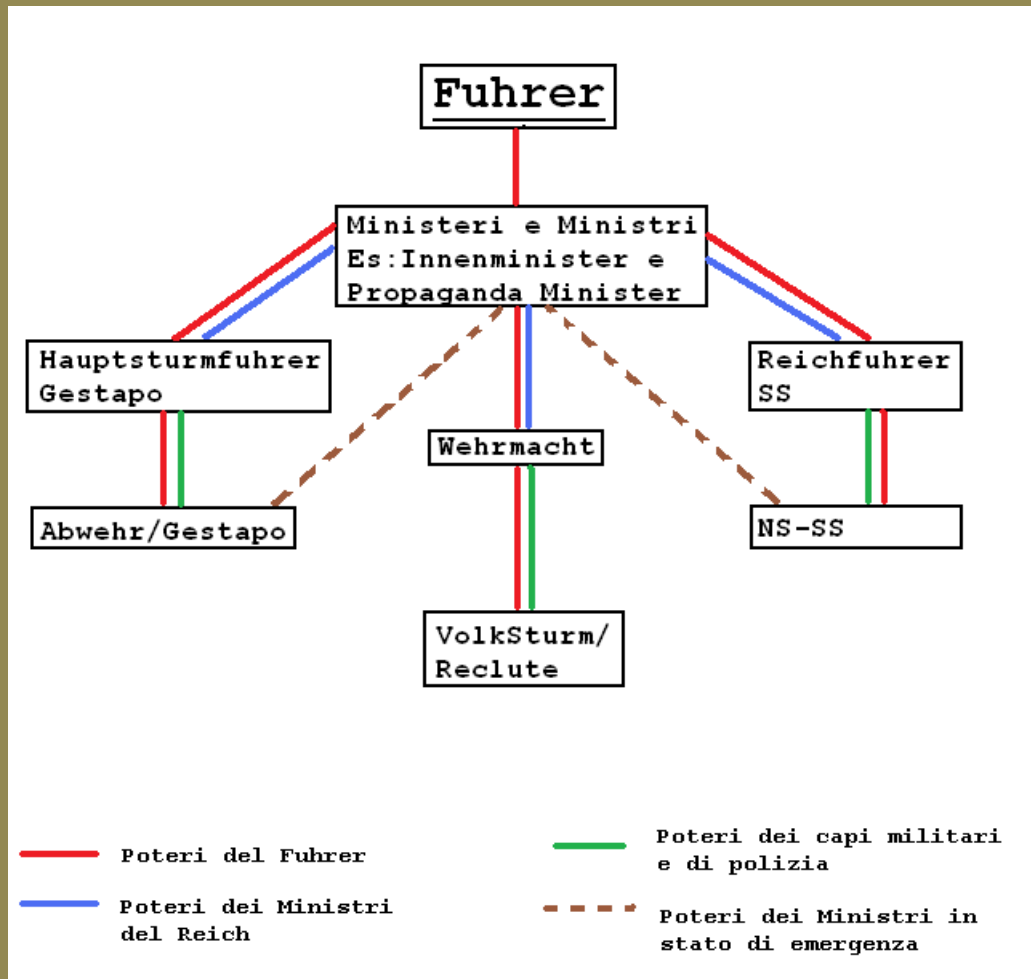 Fuhrer
Ministeri e Ministri
Es:Innenminister e
Propaganda Minister
Hauptsturmfuhrer
Gestapo
Reichfuhrer
SS
Wehrmacht
Abwehr/Gestapo
NS-SS
VolkSturm/
Reclute
Poteri del Fuhrer
Poteri dei Ministri
del Reich
Poteri dei capi militari
e di polizia
Poteri dei Ministri in
stato di emergenza